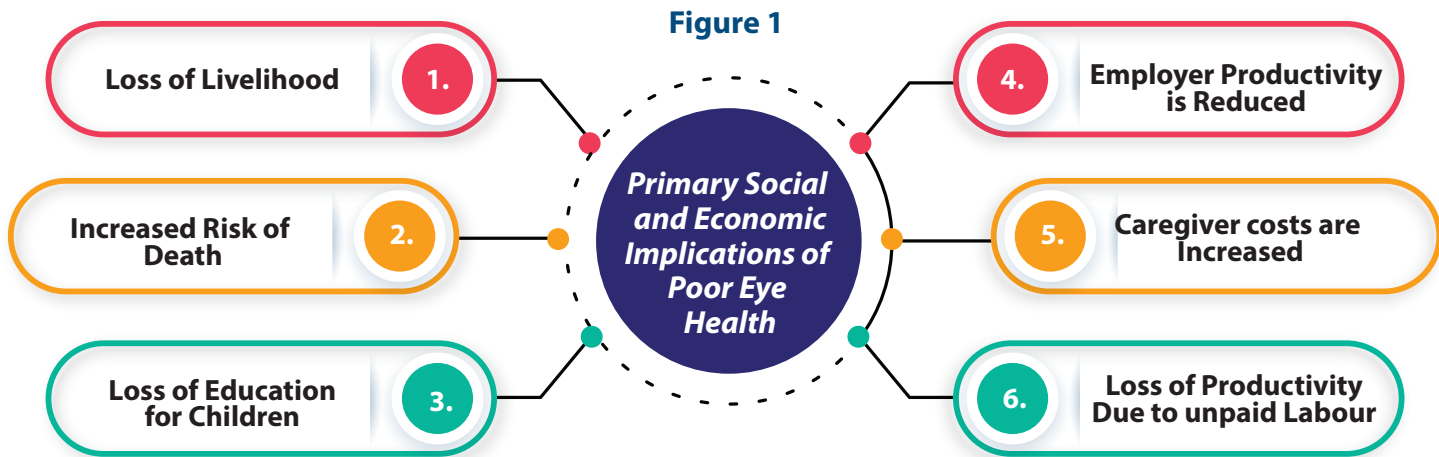 Figure 1
Loss of Livelihood
1.
Increased Risk of
Death
2.
Loss of Education
for Children
3.
Primary Social
and Economic
Implications of
Poor Eye
Health
4.
Employer Productivity
is Reduced
5.
Caregiver costs are
Increased
6.
Loss of Productivity
Due to unpaid Labour